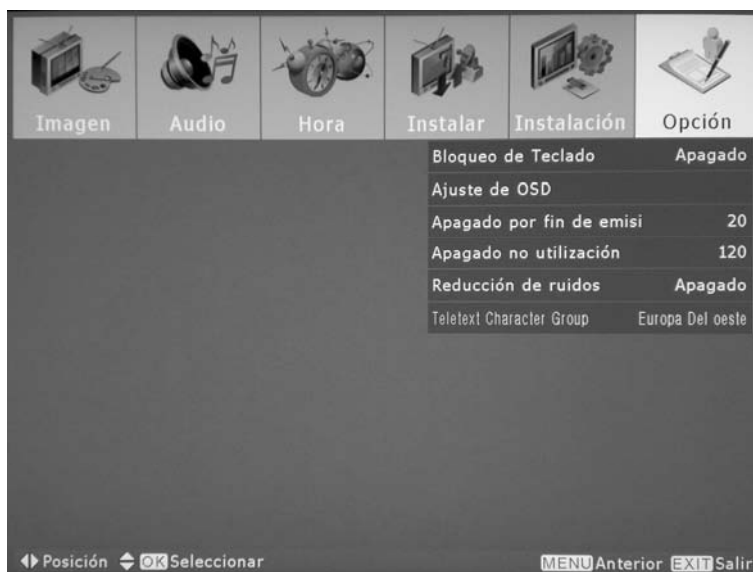 Imagen Audio Hora Instalar Instalación Opción
Bloqueo de Teclado Apagado
Ajuste de OSD
Apagado por fin de emisi 20
Apagado no utilización 120
Reducción de ruidos Apagado
Teletext Character Group Europa Del oeste
Posición OK Seleccionar MENU Anterior EXIT Salir